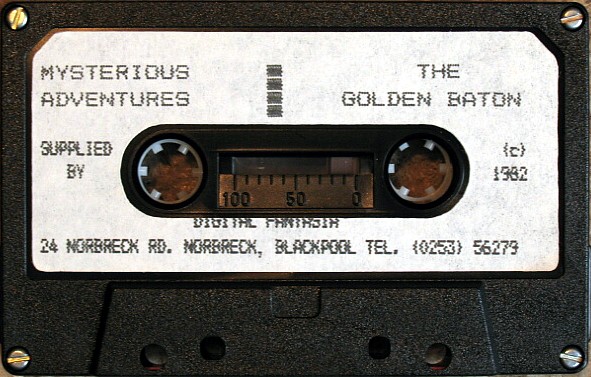 MYSTERIOUS THE
ADVENTURES GOLDEN BATON
SUPPLIED (c)
BY 1982
100 50 0
DIGITAL FANTASIA
24 NORBRECK RD. NORBRECK, BLACKPOOL TEL. (0253) 56279